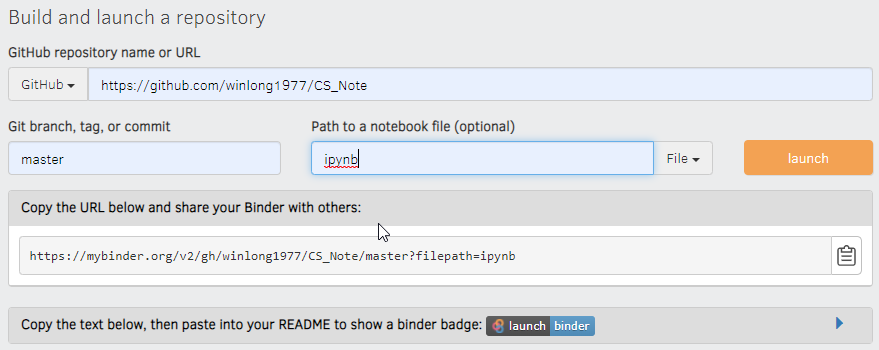 Build and launch a repository
GitHub repository name or URL
GitHub https://github.com/winlong1977/CS_Note
Git branch, tag, or commit Path to a notebook file (optional)
master ipynb File launch
Copy the URL below and share your Binder with others:
https://mybinder.org/v2/gh/winlong1977/CS_Note/master?filepath=ipynb
Copy the text below, then paste into your README to show a binder badge: launch binder